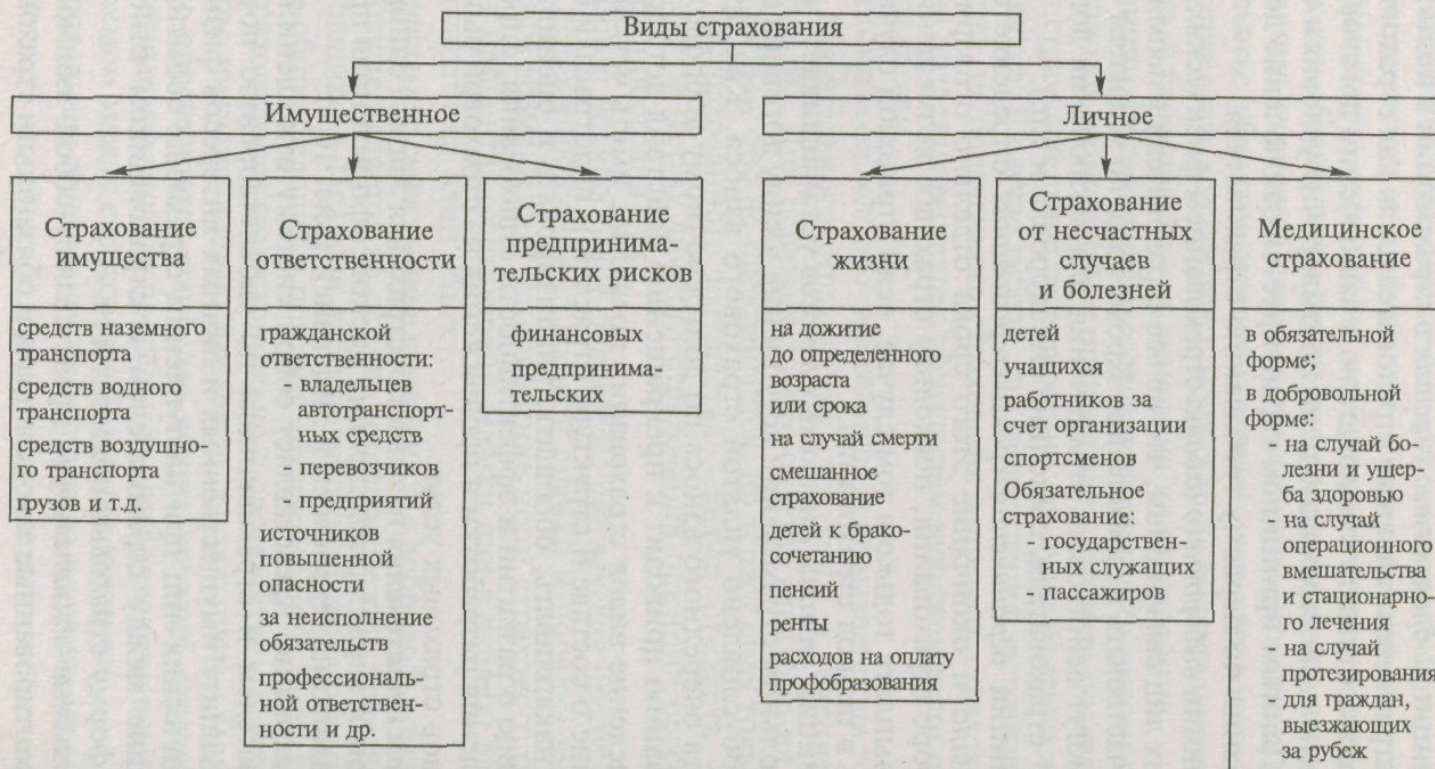 Виды страхования
Имущественное
Личное
Страхование
имущества
средств наземного
транспорта
средств водного
транспорта
средств воздушно-
го транспорта
грузов и т.д.
Страхование
ответственности
гражданской
ответственности:
- владельцев
автотранспорт-
ных средств
- перевозчиков
- предприятий
источников
повышенной
опасности
за неисполнение
обязательств
профессиональ-
ной ответствен-
ности и др.
Страхование
предпринима-
тельских рисков
финансовых
предпринима-
тельских
Страхование
жизни
на дожитие
до определенного
возраста
или срока
на случай смерти
смешанное
страхование
детей к брако-
сочетанию
пенсий
ренты
расходов на оплату
профобразования
Страхование
от несчастных
случаев
и болезней
детей
учащихся
работников за
счет организации
спортсменов
Обязательное
страхование:
- государствен-
ных служащих
- пассажиров
Медицинское
страхование
в обязательной
форме;
в добровольной
форме:
- на случай бо-
лезни и ущер-
ба здоровью
- на случай
операционного
вмешательства
и стационарно-
го лечения
- на случай
протезирования
- для граждан,
выезжающих
за рубеж